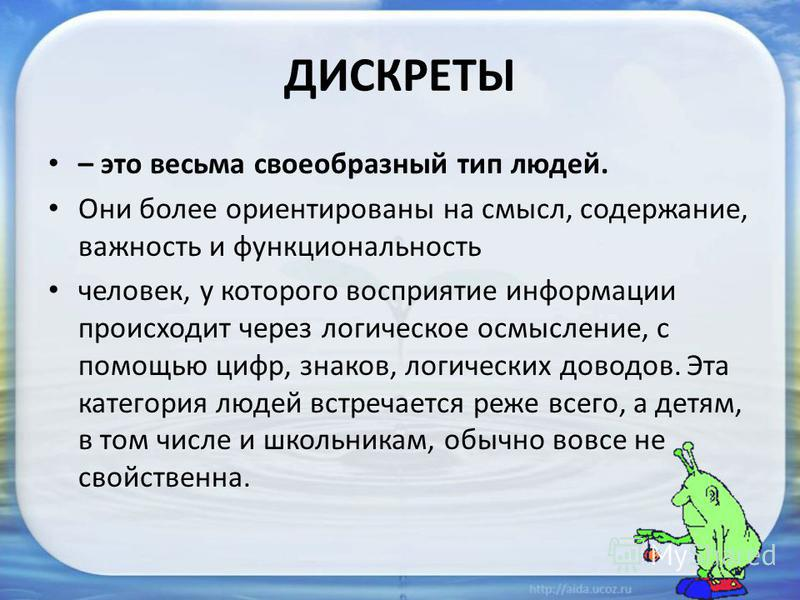 ДИСКРЕТЫ
• – это весьма своеобразный тип людей.
• Они более ориентированы на смысл, содержание,
важность и функциональность
• человек, у которого восприятие информации
происходит через логическое осмысление, с
помощью цифр, знаков, логических доводов. Эта
категория людей встречается реже всего, а детям,
в том числе и школьникам, обычно вовсе не
свойственна.
MyShared
http://aida.ucoz.ru